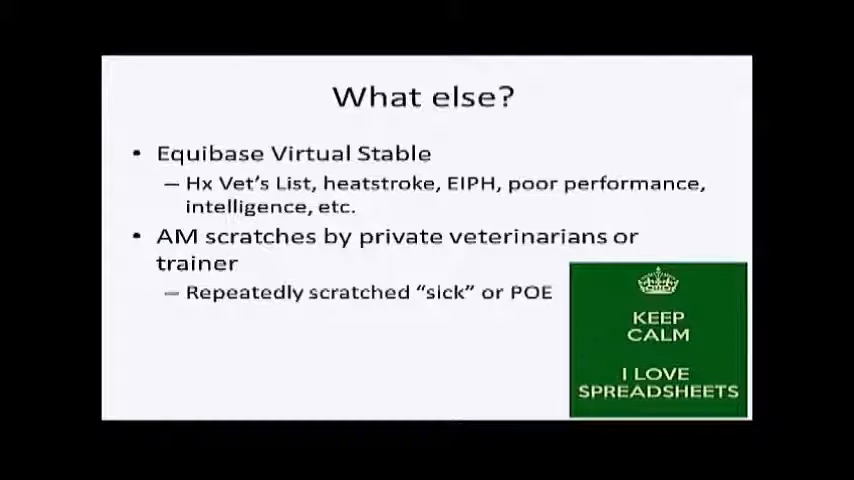 What else?
• Equibase Virtual Stable
– Hx Vet's List, heatstroke, EIPH, poor performance,
intelligence, etc.
• AM scratches by private veterinarians or
trainer
– Repeatedly scratched "sick" or POE
KEEP
CALM
I LOVE
SPREADSHEETS